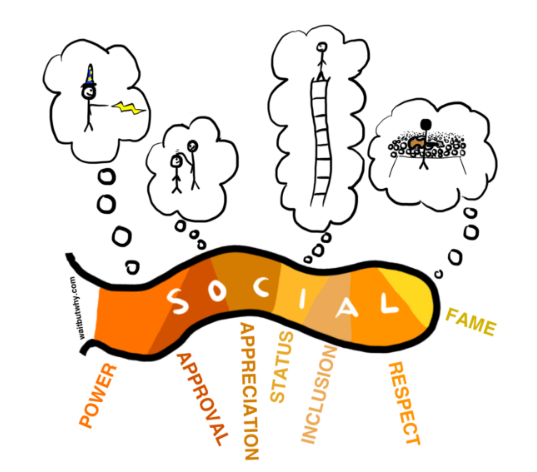 SOCIAL
waitbutwhy.com
POWER
APPROVAL
APPRECIATION
STATUS
INCLUSION
RESPECT
FAME